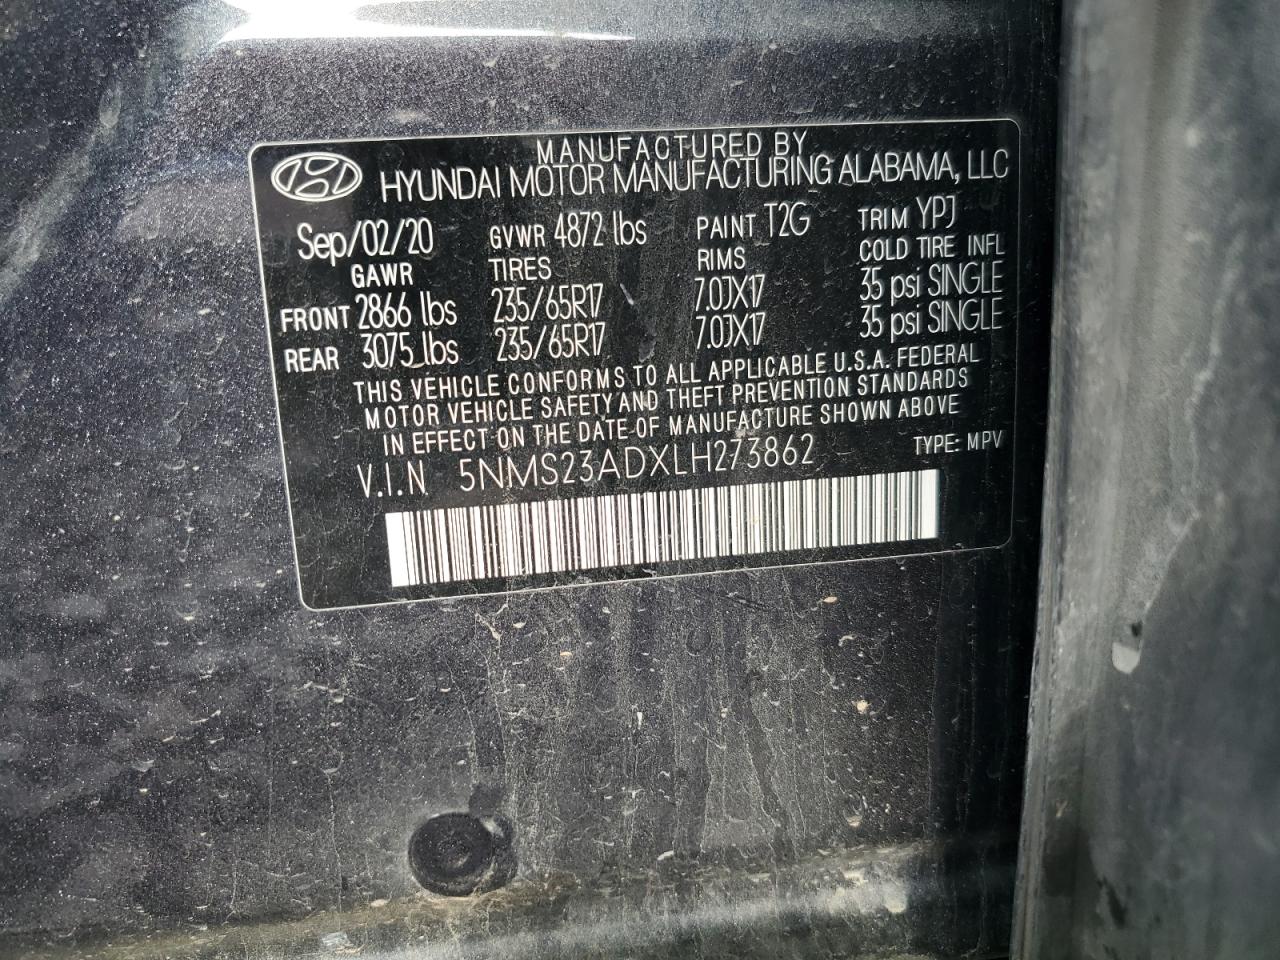 MANUFACTURED BY
HYUNDAI MOTOR MANUFACTURING ALABAMA, LLC
Sep/02/20 GVWR 4872 lbs PAINT T2G TRIM YPJ
GAWR TIRES RIMS COLD TIRE INFL
FRONT 2866 lbs 235/65R17 7.0JX17 35 psi SINGLE
REAR 3075 lbs 235/65R17 7.0JX17 35 psi SINGLE
THIS VEHICLE CONFORMS TO ALL APPLICABLE U.S.A. FEDERAL
MOTOR VEHICLE SAFETY AND THEFT PREVENTION STANDARDS
IN EFFECT ON THE DATE OF MANUFACTURE SHOWN ABOVE
V.I.N 5NMS23ADXLH273862 TYPE: MPV